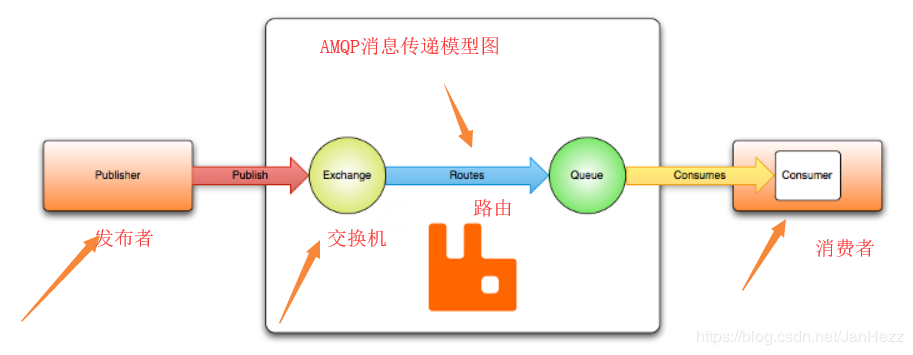 AMQP消息传递模型图
Publisher
Publish
Exchange
Routes
Queue
Consumes
Consumer
发布者
交换机
路由
消费者
https://blog.csdn.net/JanHezz